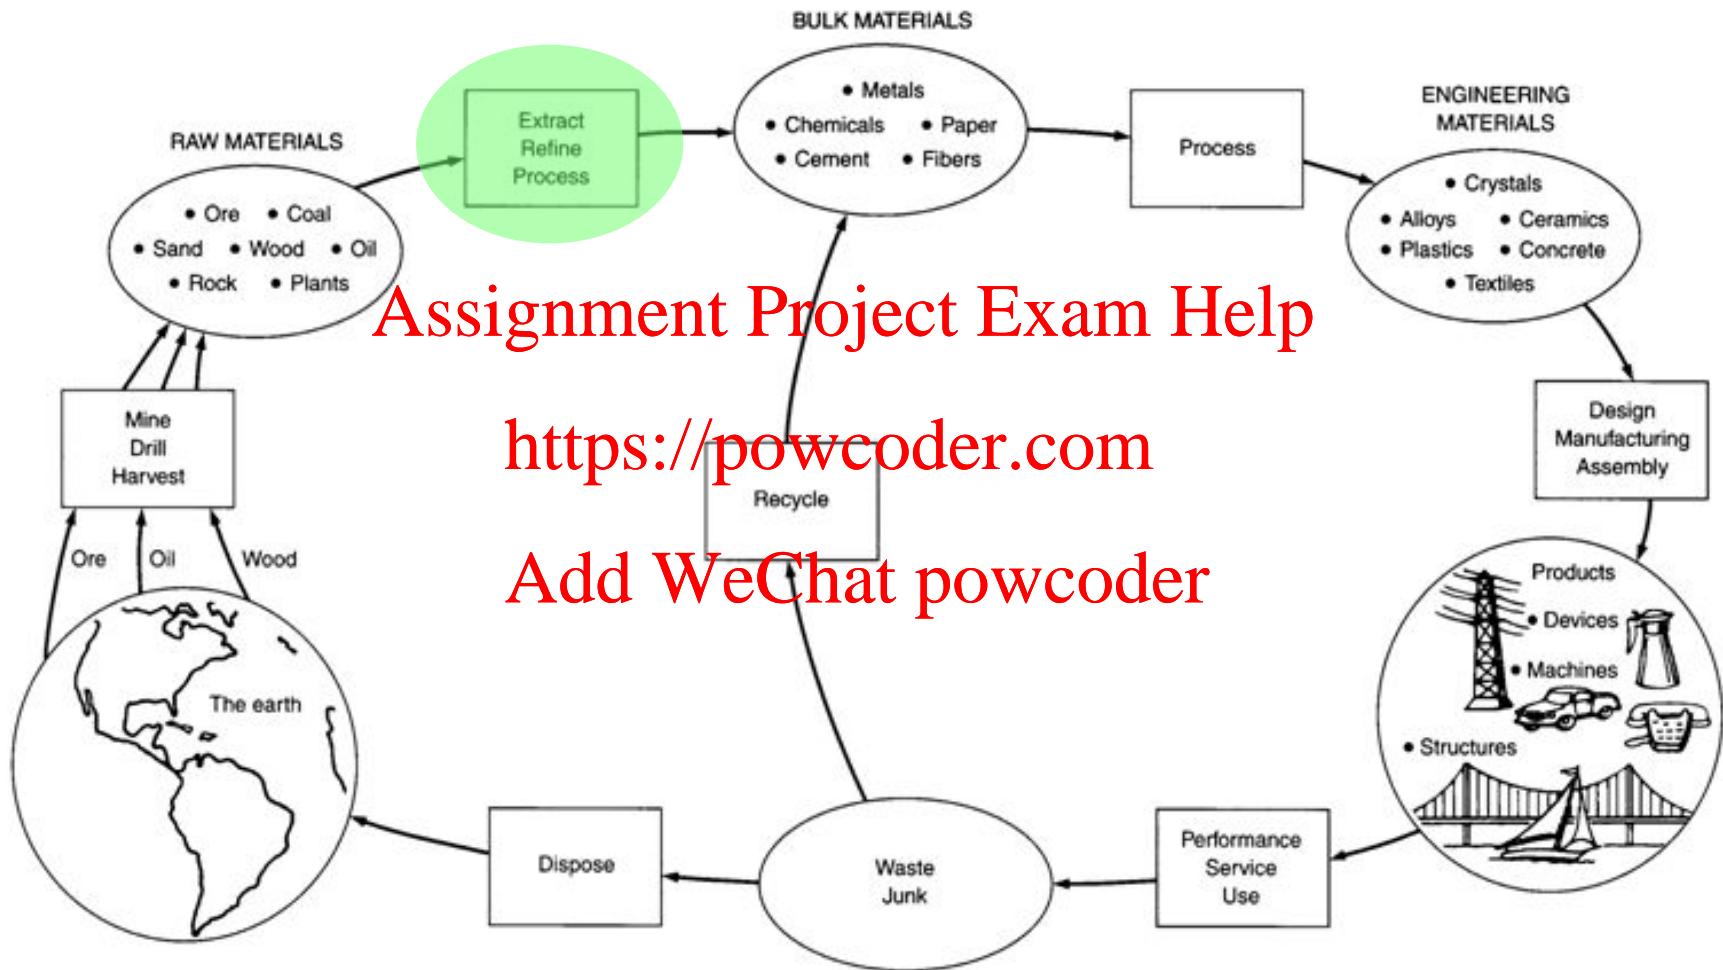 BULK MATERIALS
• Metals
• Chemicals • Paper
• Cement • Fibers
Extract
Refine
Process
RAW MATERIALS
• Ore • Coal
• Sand • Wood • Oil
• Rock • Plants
Process
ENGINEERING
MATERIALS
• Crystals
• Alloys • Ceramics
• Plastics • Concrete
• Textiles
Assignment Project Exam Help
Mine
Drill
Harvest
https://powcoder.com
Recycle
Design
Manufacturing
Assembly
Ore Oil Wood
Add WeChat powcoder
The earth
Products
• Devices
• Machines
• Structures
Dispose
Waste
Junk
Performance
Service
Use